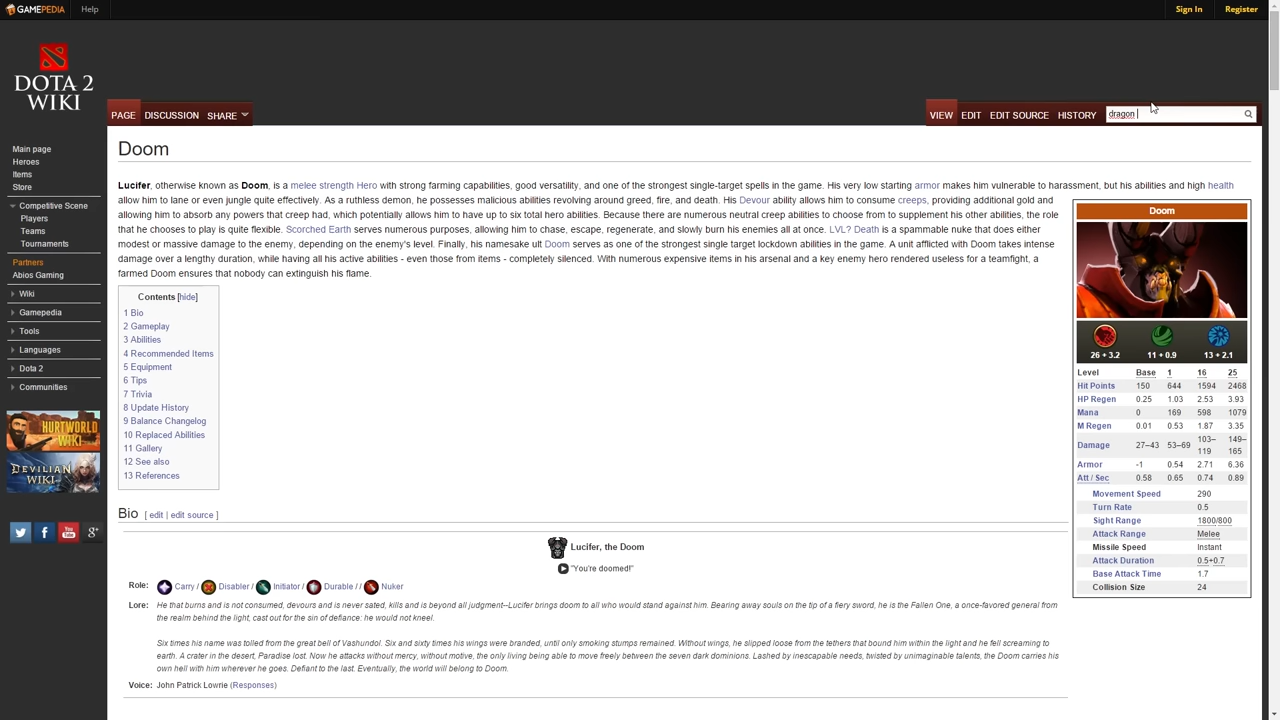 GAMEPEDIA Help Sign In Register
DOTA 2
WIKI
PAGE DISCUSSION SHARE VIEW EDIT EDIT SOURCE HISTORY dragon
Main page
Heroes
Items
Store
Competitive Scene
Players
Teams
Tournaments
Partners
Abios Gaming
Wiki
Gamepedia
Tools
Languages
Dota 2
Communities
HURTWORLD
WIKI
DEVILIAN
WIKI
You
Tube
g+
Doom
Lucifer, otherwise known as Doom, is a melee strength Hero with strong farming capabilities, good versatility, and one of the strongest single-target spells in the game. His very low starting armor makes him vulnerable to harassment, but his abilities and high health
allow him to lane or even jungle quite effectively. As a ruthless demon, he possesses malicious abilities revolving around greed, fire, and death. His Devour ability allows him to consume creeps, providing additional gold and
allowing him to absorb any powers that creep had, which potentially allows him to have up to six total hero abilities. Because there are numerous neutral creep abilities to choose from to supplement his other abilities, the role
that he chooses to play is quite flexible. Scorched Earth serves numerous purposes, allowing him to chase, escape, regenerate, and slowly burn his enemies all at once. LVL? Death is a spammable nuke that does either
modest or massive damage to the enemy, depending on the enemy's level. Finally, his namesake ult Doom serves as one of the strongest single target lockdown abilities in the game. A unit afflicted with Doom takes intense
damage over a lengthy duration, while having all his active abilities - even those from items - completely silenced. With numerous expensive items in his arsenal and a key enemy hero rendered useless for a teamfight, a
farmed Doom ensures that nobody can extinguish his flame.
Contents [hide]
1 Bio
2 Gameplay
3 Abilities
4 Recommended Items
5 Equipment
6 Tips
7 Trivia
8 Update History
9 Balance Changelog
10 Replaced Abilities
11 Gallery
12 See also
13 References
Bio [ edit | edit source ]
Lucifer, the Doom
"You're doomed!"
Role: Carry / Disabler / Initiator / Durable / / Nuker
Lore: He that burns and is not consumed, devours and is never sated, kills and is beyond all judgment--Lucifer brings doom to all who would stand against him. Bearing away souls on the tip of a fiery sword, he is the Fallen One, a once-favored general from
the realm behind the light, cast out for the sin of defiance: he would not kneel.
Six times his name was tolled from the great bell of Vashundol. Six and sixty times his wings were branded, until only smoking stumps remained. Without wings, he slipped loose from the tethers that bound him within the light and he fell screaming to
earth. A crater in the desert, Paradise lost. Now he attacks without mercy, without motive, the only living being able to move freely between the seven dark dominions. Lashed by inescapable needs, twisted by unimaginable talents, the Doom carries his
own hell with him wherever he goes. Defiant to the last. Eventually, the world will belong to Doom.
Voice: John Patrick Lowrie (Responses)
Doom
26 + 3.2 11 + 0.9 13 + 2.1
Level Base 1 16 25
Hit Points 150 644 1594 2468
HP Regen 0.25 1.03 2.53 3.93
Mana 0 169 598 1079
M Regen 0.01 0.53 1.87 3.35
Damage 27–43 53–69 103–119 149–165
Armor -1 0.54 2.71 6.36
Att / Sec 0.58 0.65 0.74 0.89
Movement Speed 290
Turn Rate 0.5
Sight Range 1800/800
Attack Range Melee
Missile Speed Instant
Attack Duration 0.5+0.7
Base Attack Time 1.7
Collision Size 24